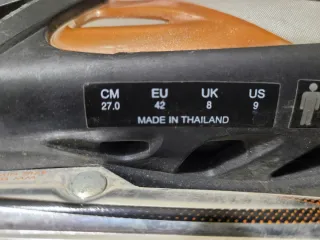 CM EU UK US
27.0 42 8 9
MADE IN THAILAND